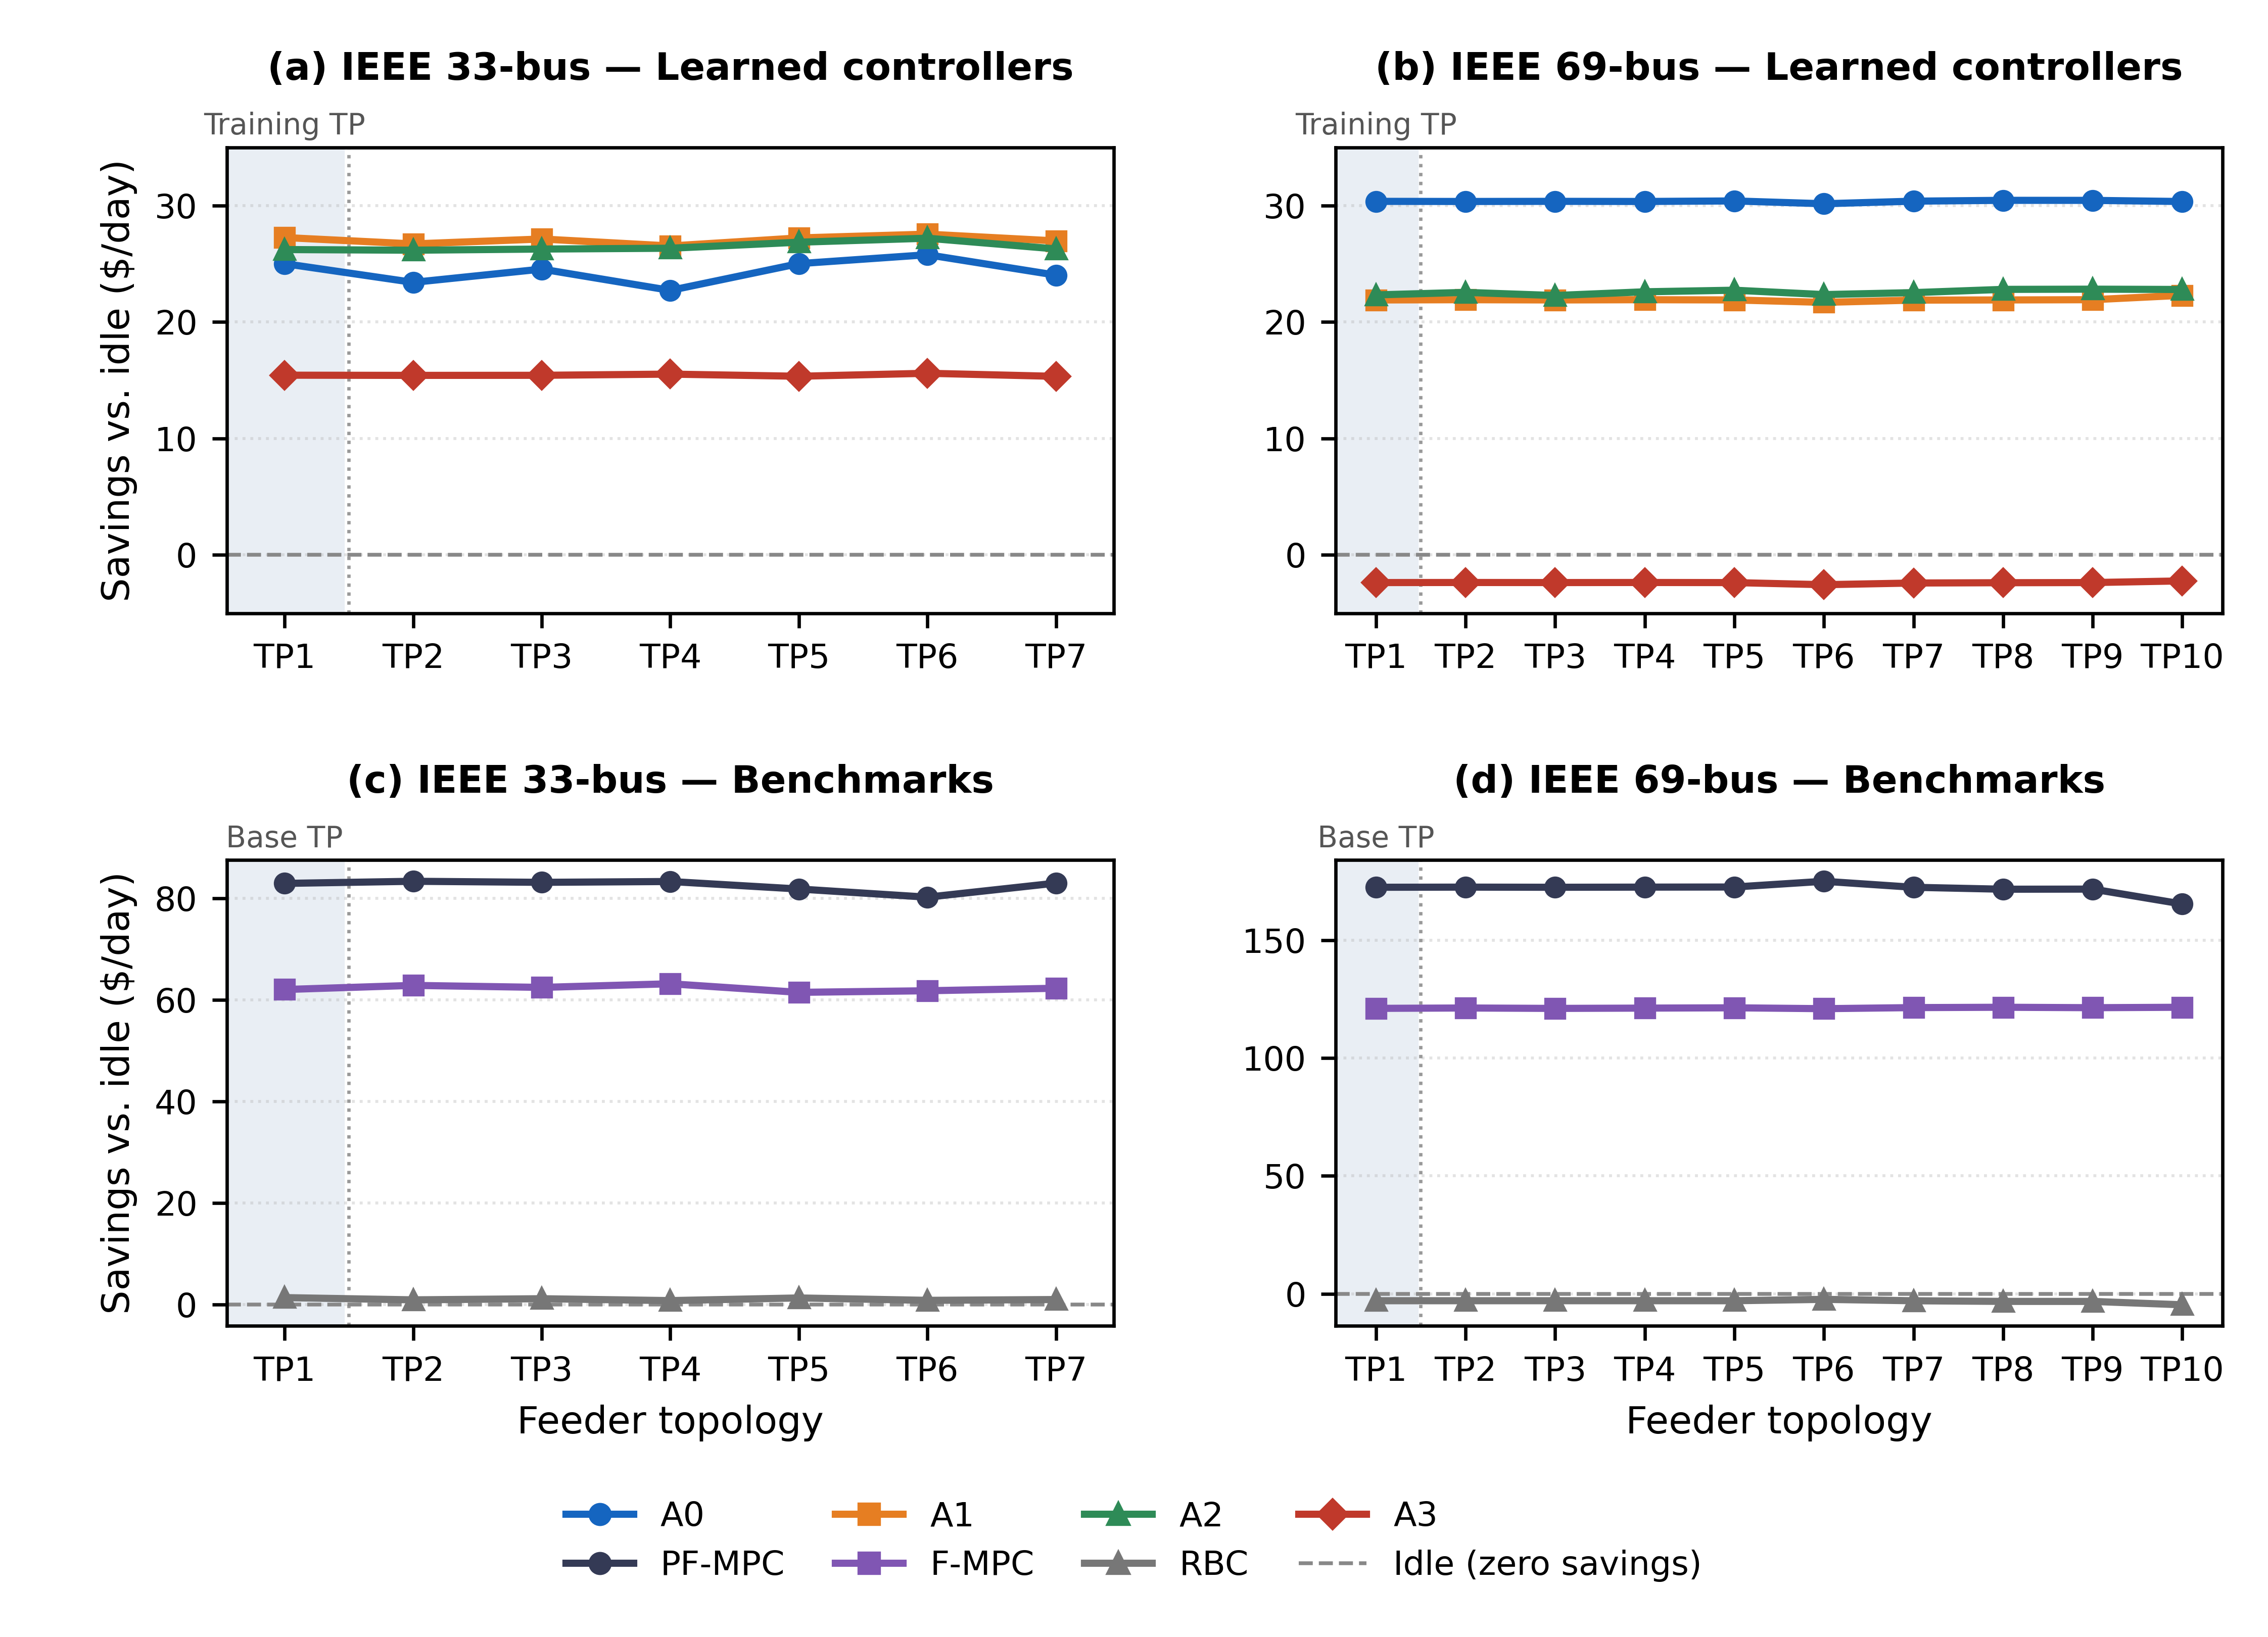 (a) IEEE 33-bus — Learned controllers
Training TP
Savings vs. idle ($/day)
30
20
10
0
TP1 TP2 TP3 TP4 TP5 TP6 TP7
(b) IEEE 69-bus — Learned controllers
Training TP
30
20
10
0
TP1 TP2 TP3 TP4 TP5 TP6 TP7 TP8 TP9 TP10
(c) IEEE 33-bus — Benchmarks
Base TP
Savings vs. idle ($/day)
80
60
40
20
0
TP1 TP2 TP3 TP4 TP5 TP6 TP7
Feeder topology
(d) IEEE 69-bus — Benchmarks
Base TP
150
100
50
0
TP1 TP2 TP3 TP4 TP5 TP6 TP7 TP8 TP9 TP10
Feeder topology
A0 A1 A2 A3
PF-MPC F-MPC RBC Idle (zero savings)